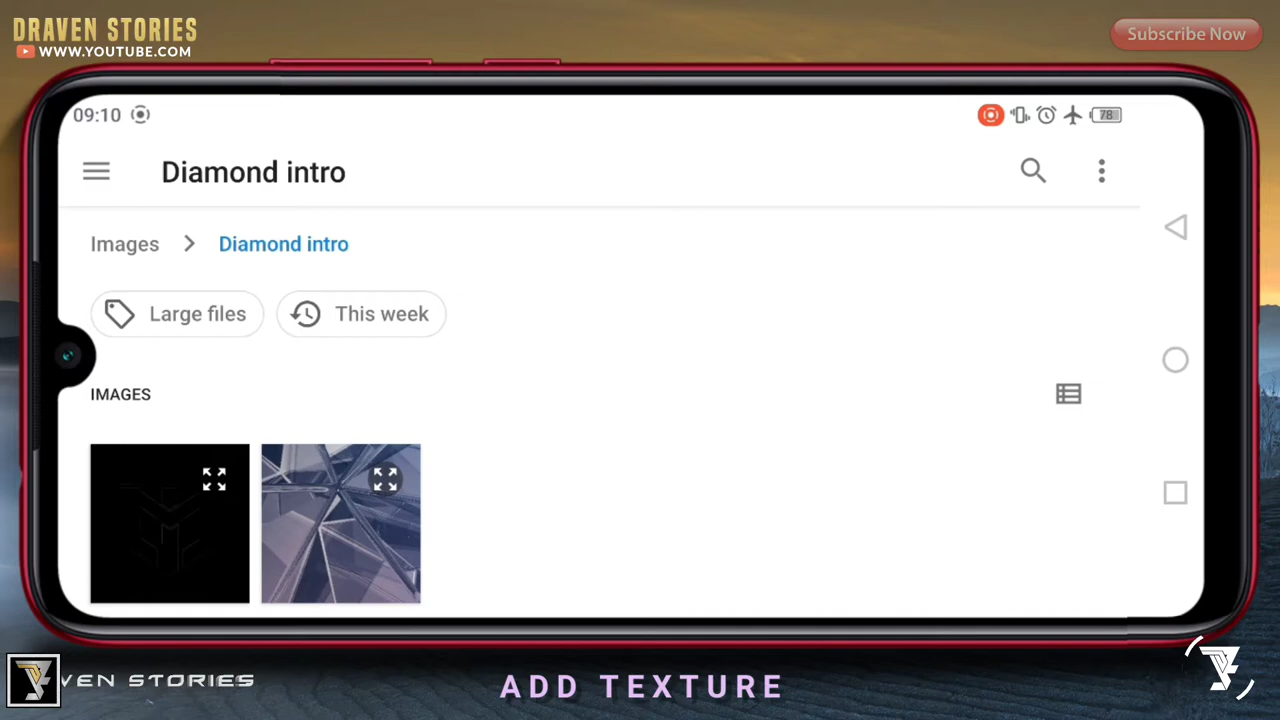 DRAVEN STORIES
WWW.YOUTUBE.COM
Subscribe Now
09:10
78
Diamond intro
Images
Diamond intro
Large files
This week
IMAGES
VEN STORIES
ADD TEXTURE